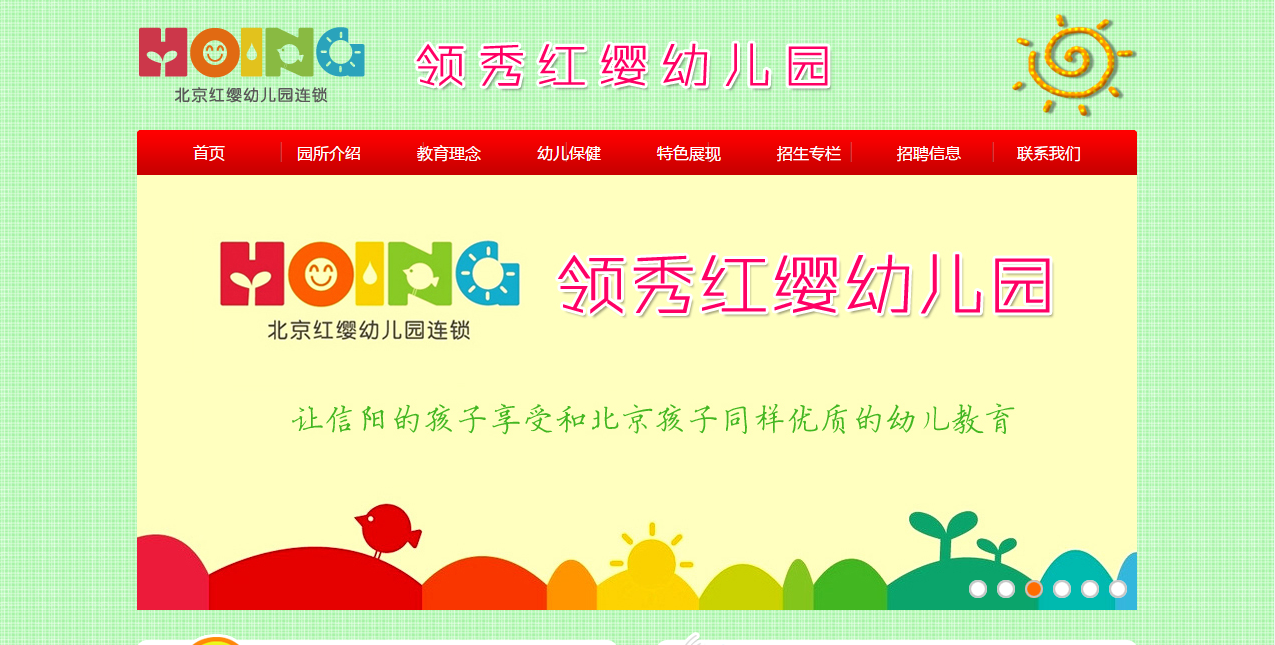 HOING
北京红缨幼儿园连锁
领秀红缨幼儿园
首页 园所介绍 教育理念 幼儿保健 特色展现 招生专栏 招聘信息 联系我们
HOING
北京红缨幼儿园连锁
领秀红缨幼儿园
让信阳的孩子享受和北京孩子同样优质的幼儿教育